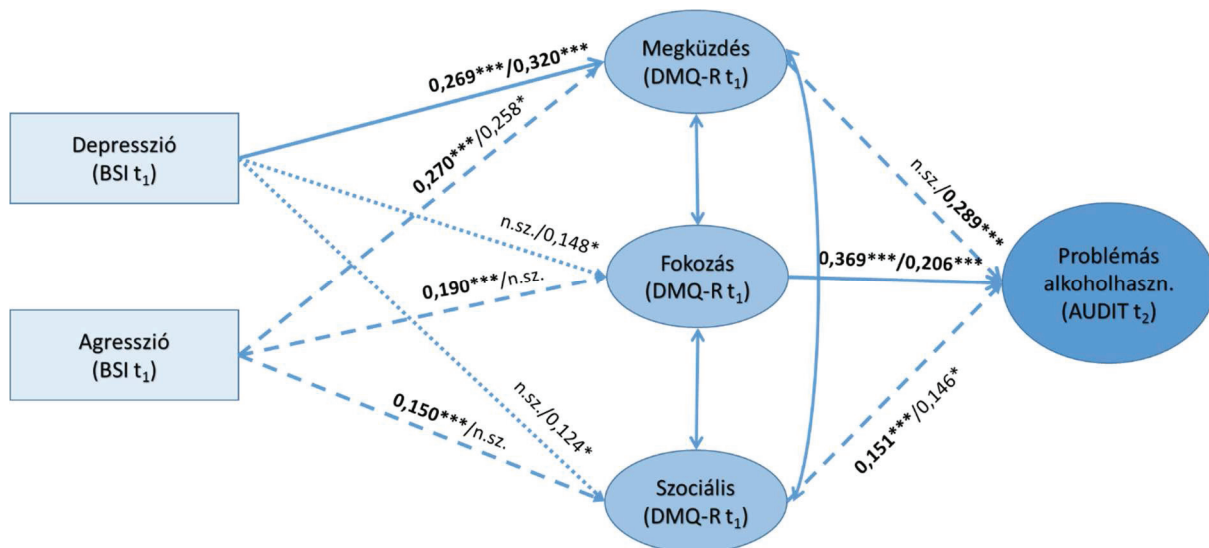 Depresszió
(BSI t₁)
Agresszió
(BSI t₁)
0,269***/0,320***
0,270***/0,258*
n.sz./0,148*
0,190***/n.sz.
n.sz./0,124*
0,150***/n.sz.
Megküzdés
(DMQ-R t₁)
Fokozás
(DMQ-R t₁)
Szociális
(DMQ-R t₁)
n.sz./0,289***
0,369***/0,206***
0,151***/0,146*
Problémás
alkoholhaszn.
(AUDIT t₂)